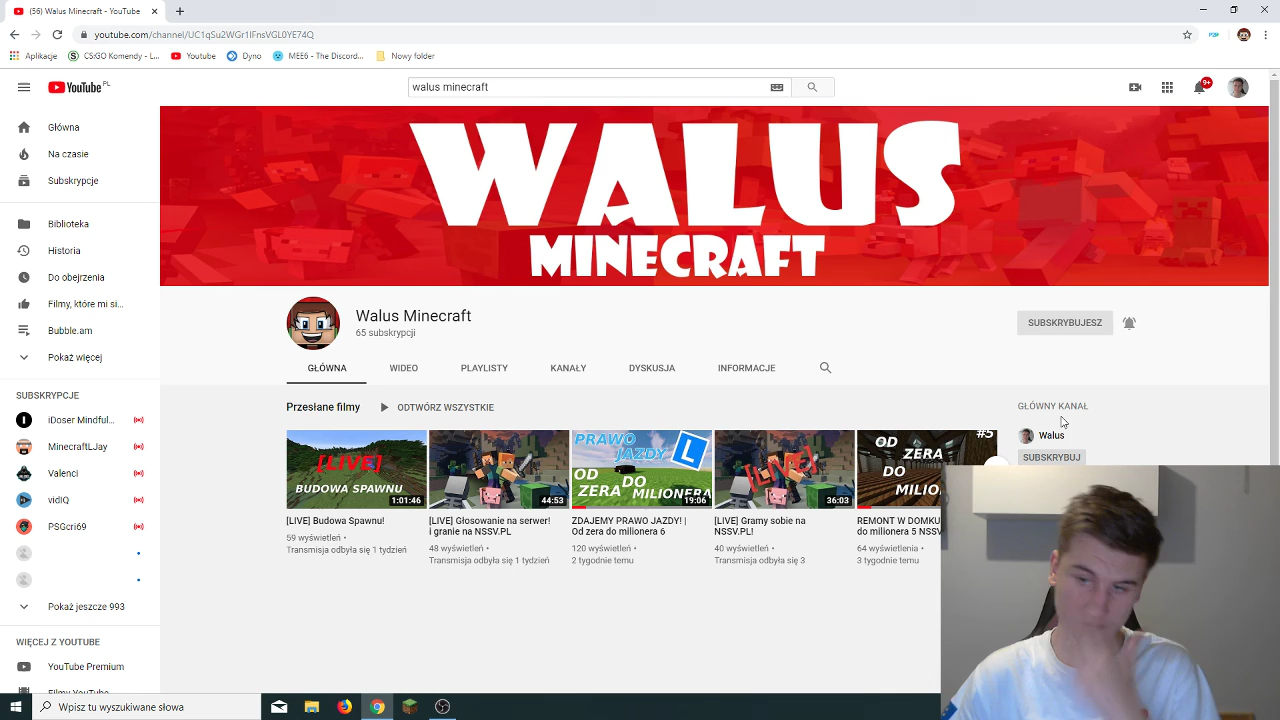 (56) Walus Minecraft - YouTube
youtube.com/channel/UC1qSu2WGr1IFnsVGL0YE74Q
PZP
Aplikacje
CSGO Komendy - L...
Youtube
Dyno
MEE6 - The Discord...
Nowy folder
YouTube PL
walus minecraft
9+
Główna
Na czasie
Subskrypcje
Biblioteka
Historia
Do obejrzenia
Filmy, które mi si...
Bubble.am
Pokaż więcej
SUBSKRYPCJE
iDoser Mindful...
MinecraftLJay
Valenci
vidIQ
PSGcri69
Pokaż jeszcze 993
WIĘCEJ Z YOUTUBE
YouTube Premium
Filmy YouTube
WALUS
MINECRAFT
Walus Minecraft
65 subskrypcji
SUBSKRYBUJESZ
GŁÓWNA
WIDEO
PLAYLISTY
KANAŁY
DYSKUSJA
INFORMACJE
Przesłane filmy
ODTWÓRZ WSZYSTKIE
GŁÓWNY KANAŁ
Walus
SUBSKRYBUJ
[LIVE]
BUDOWA SPAWNU
1:01:46
[LIVE] Budowa Spawnu!
59 wyświetleń •
Transmisja odbyła się 1 tydzień
44:53
[LIVE] Głosowanie na serwer!
i granie na NSSV.PL
48 wyświetleń •
Transmisja odbyła się 1 tydzień
PRAWO
JAZDY!
L
OD
ZERA DO
MILIONERA
19:06
ZDAJEMY PRAWO JAZDY! |
Od zera do milionera 6
120 wyświetleń •
2 tygodnie temu
[LIVE]
36:03
[LIVE] Gramy sobie na
NSSV.PL!
40 wyświetleń •
Transmisja odbyła się 3
#5
OD
ZERA
DO
MILIO
REMONT W DOMKU
do milionera 5 NSSV
64 wyświetlenia •
3 tygodnie temu
Wpisz tu wyszukiwane słowa